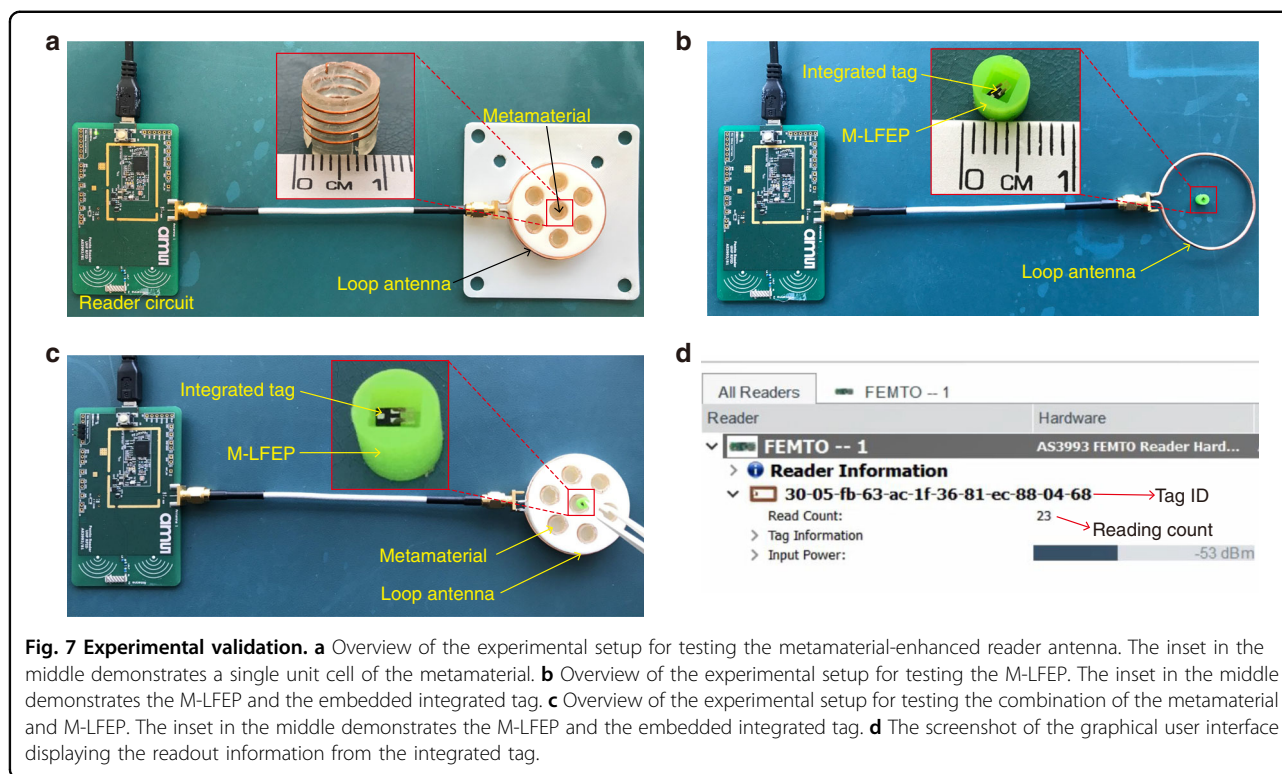 a
Metamaterial
0 CM 1
Loop antenna
Reader circuit
amu
b
Integrated tag
M-LFEP
0 CM 1
Loop antenna
amu
c
Integrated tag
M-LFEP
Metamaterial
Loop antenna
amu
d
All Readers
FEMTO -- 1
Reader
Hardware
FEMTO -- 1
AS3993 FEMTO Reader Hard...
Reader Information
30-05-fb-63-ac-1f-36-81-ec-88-04-68
Tag ID
Read Count:
23
Reading count
Tag Information
Input Power:
-53 dBm
Fig. 7 Experimental validation. a Overview of the experimental setup for testing the metamaterial-enhanced reader antenna. The inset in the
middle demonstrates a single unit cell of the metamaterial. b Overview of the experimental setup for testing the M-LFEP. The inset in the middle
demonstrates the M-LFEP and the embedded integrated tag. c Overview of the experimental setup for testing the combination of the metamaterial
and M-LFEP. The inset in the middle demonstrates the M-LFEP and the embedded integrated tag. d The screenshot of the graphical user interface
displaying the readout information from the integrated tag.